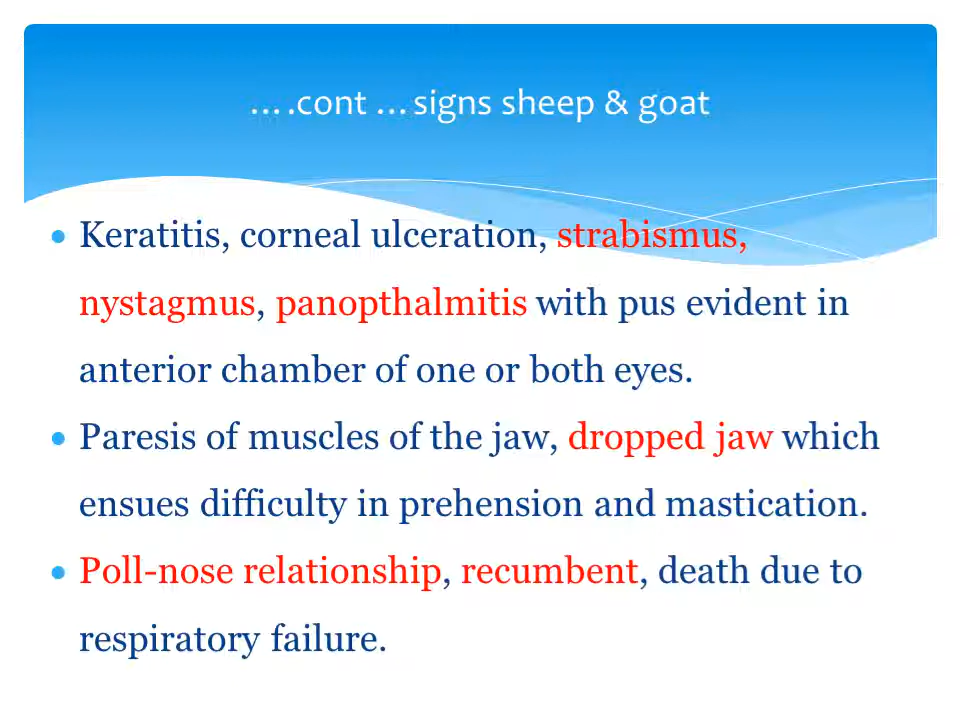 ….cont …signs sheep & goat
• Keratitis, corneal ulceration, strabismus,
nystagmus, panopthalmitis with pus evident in
anterior chamber of one or both eyes.
• Paresis of muscles of the jaw, dropped jaw which
ensues difficulty in prehension and mastication.
• Poll-nose relationship, recumbent, death due to
respiratory failure.